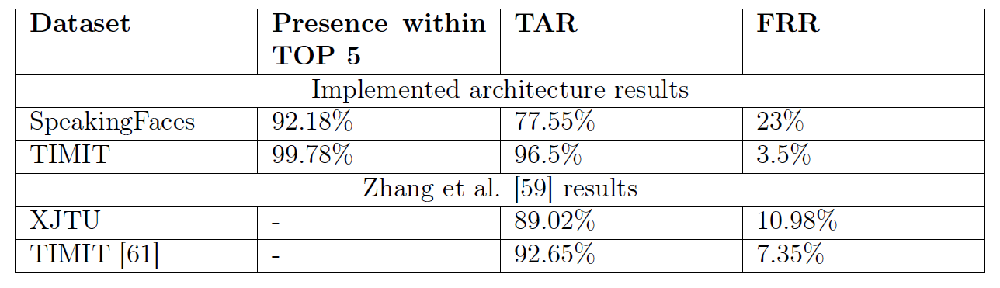 Dataset Presence within TAR FRR
TOP 5
Implemented architecture results
SpeakingFaces 92.18% 77.55% 23%
TIMIT 99.78% 96.5% 3.5%
Zhang et al. [59] results
XJTU - 89.02% 10.98%
TIMIT [61] - 92.65% 7.35%